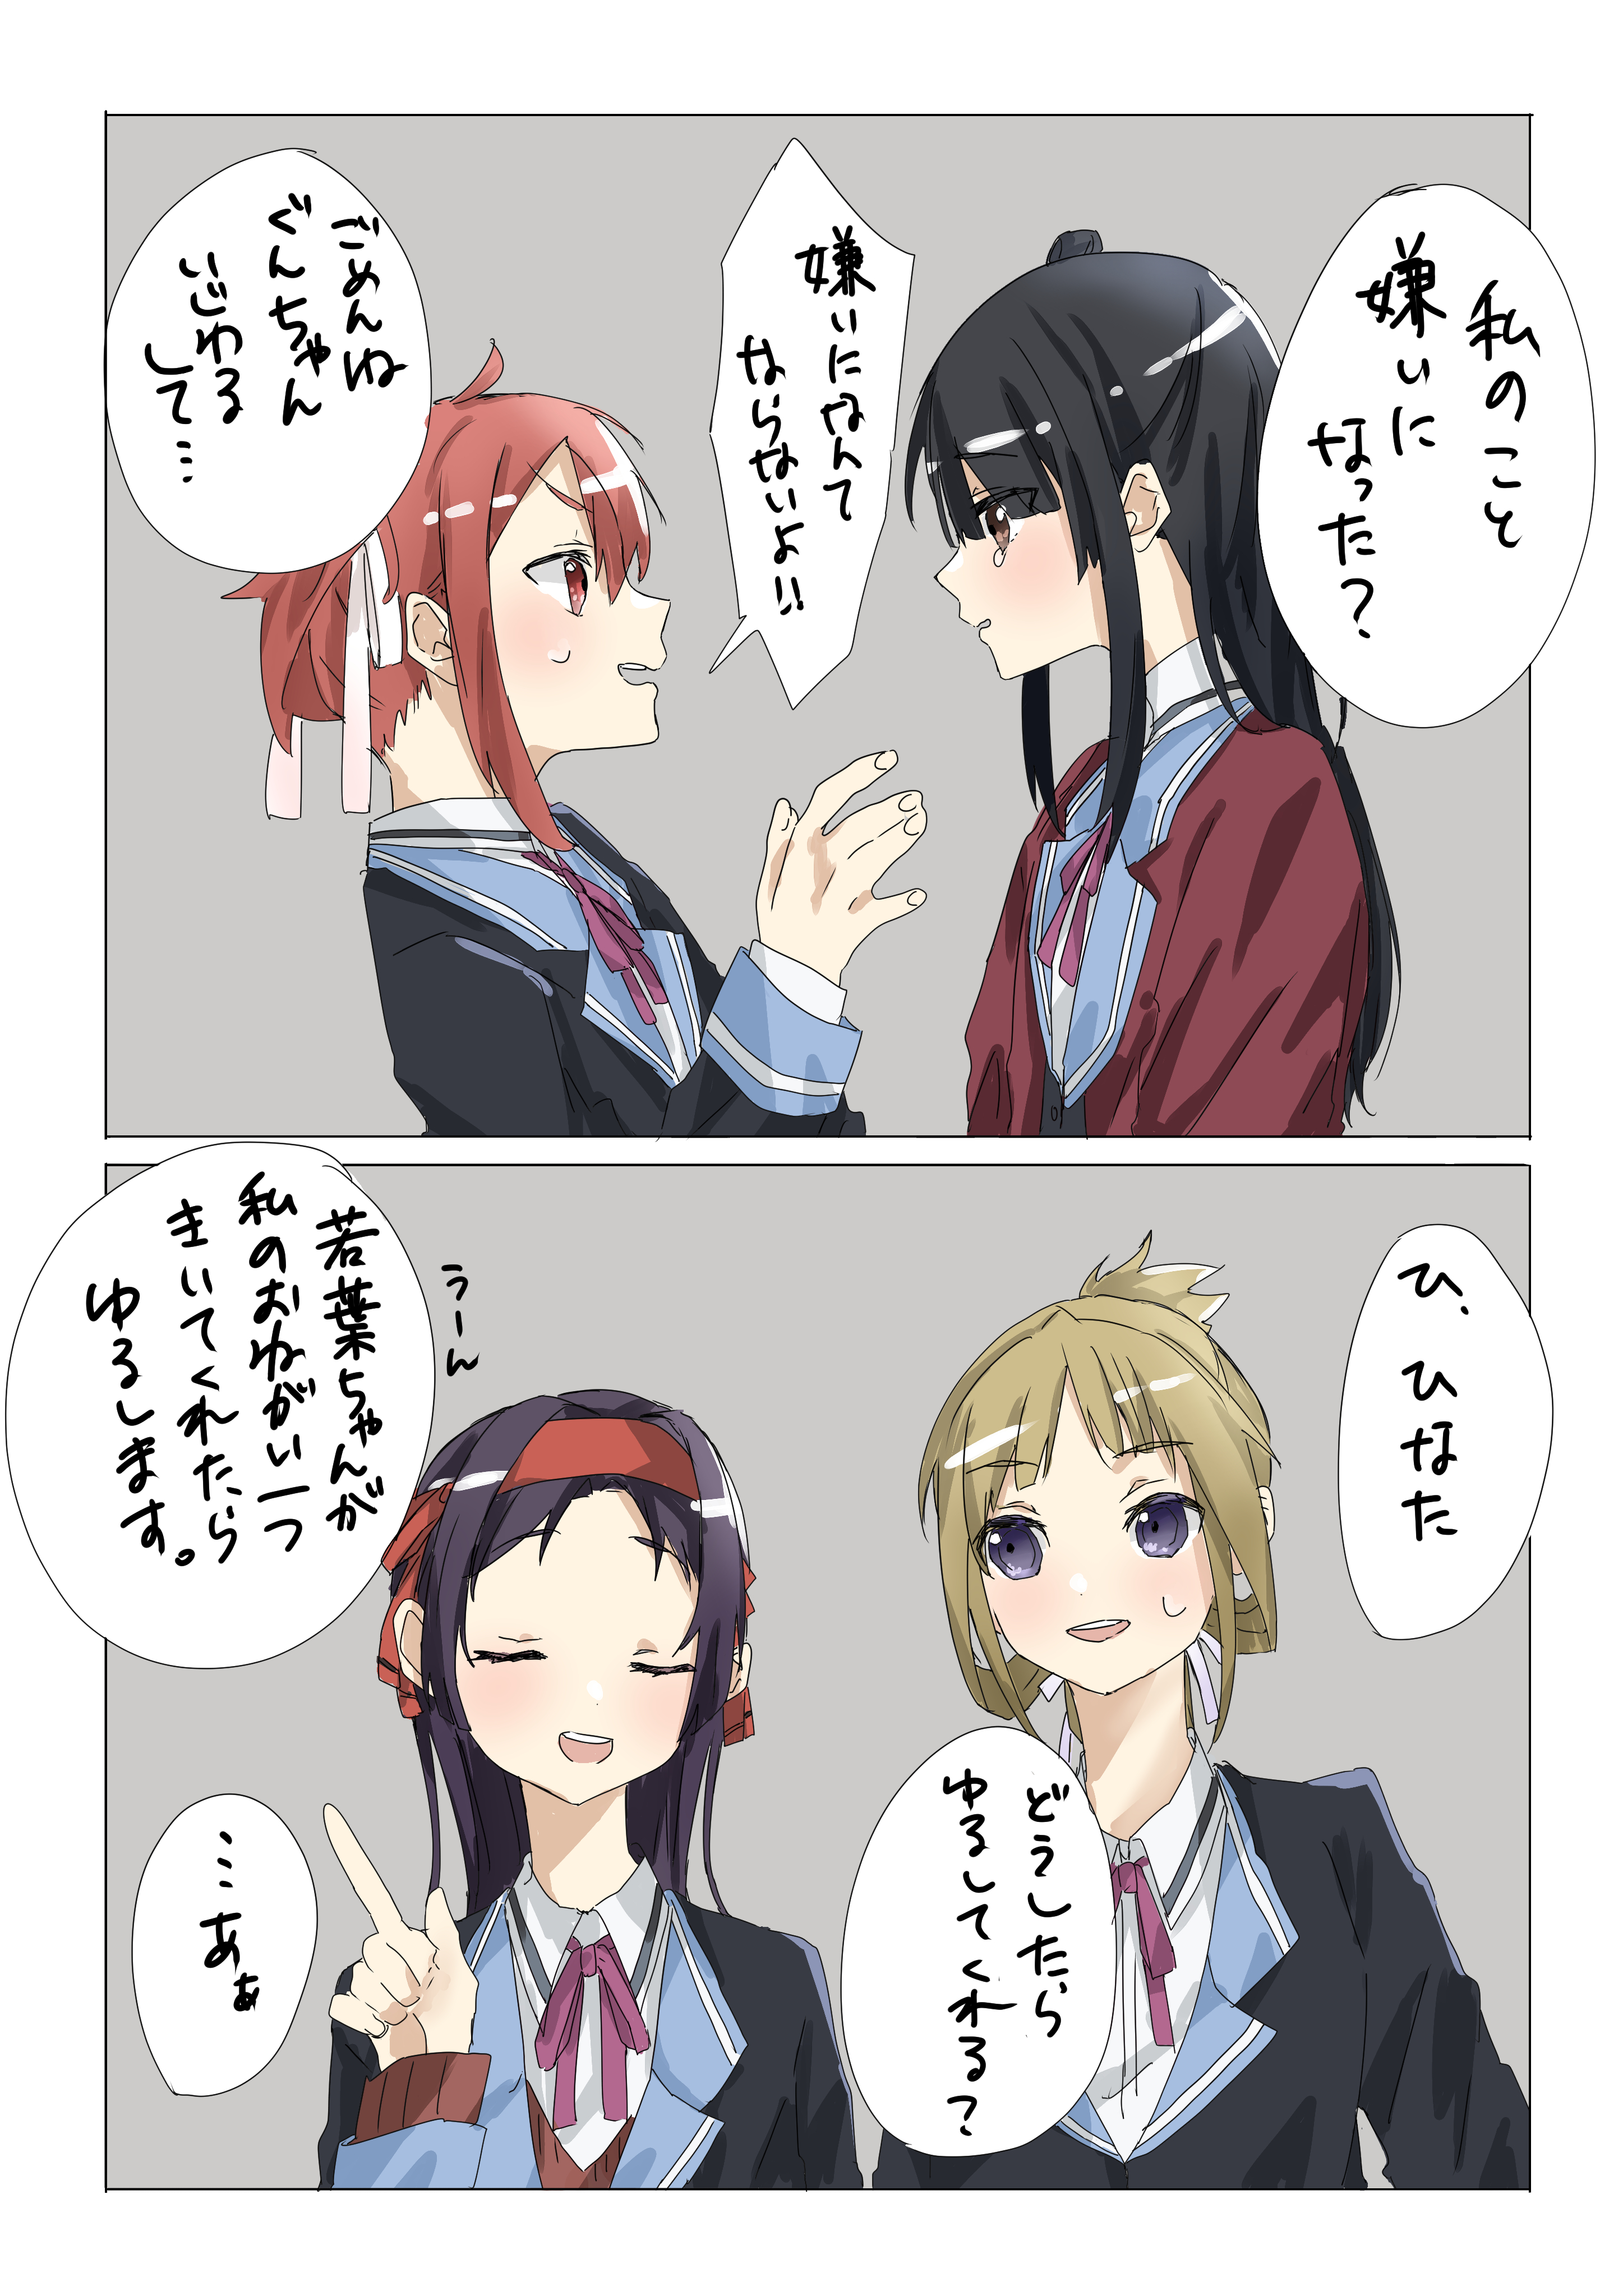 私のこと
嫌いに
なった?
嫌いになんて
ならないよ!!
ごめんね
ぐんちゃん
いじわる
して…
ひ、ひなた
どうしたら
ゆるしてくれる?
うーん
若葉ちゃんが
私のおねがい一つ
きいてくれたら
ゆるします。
…あぁ